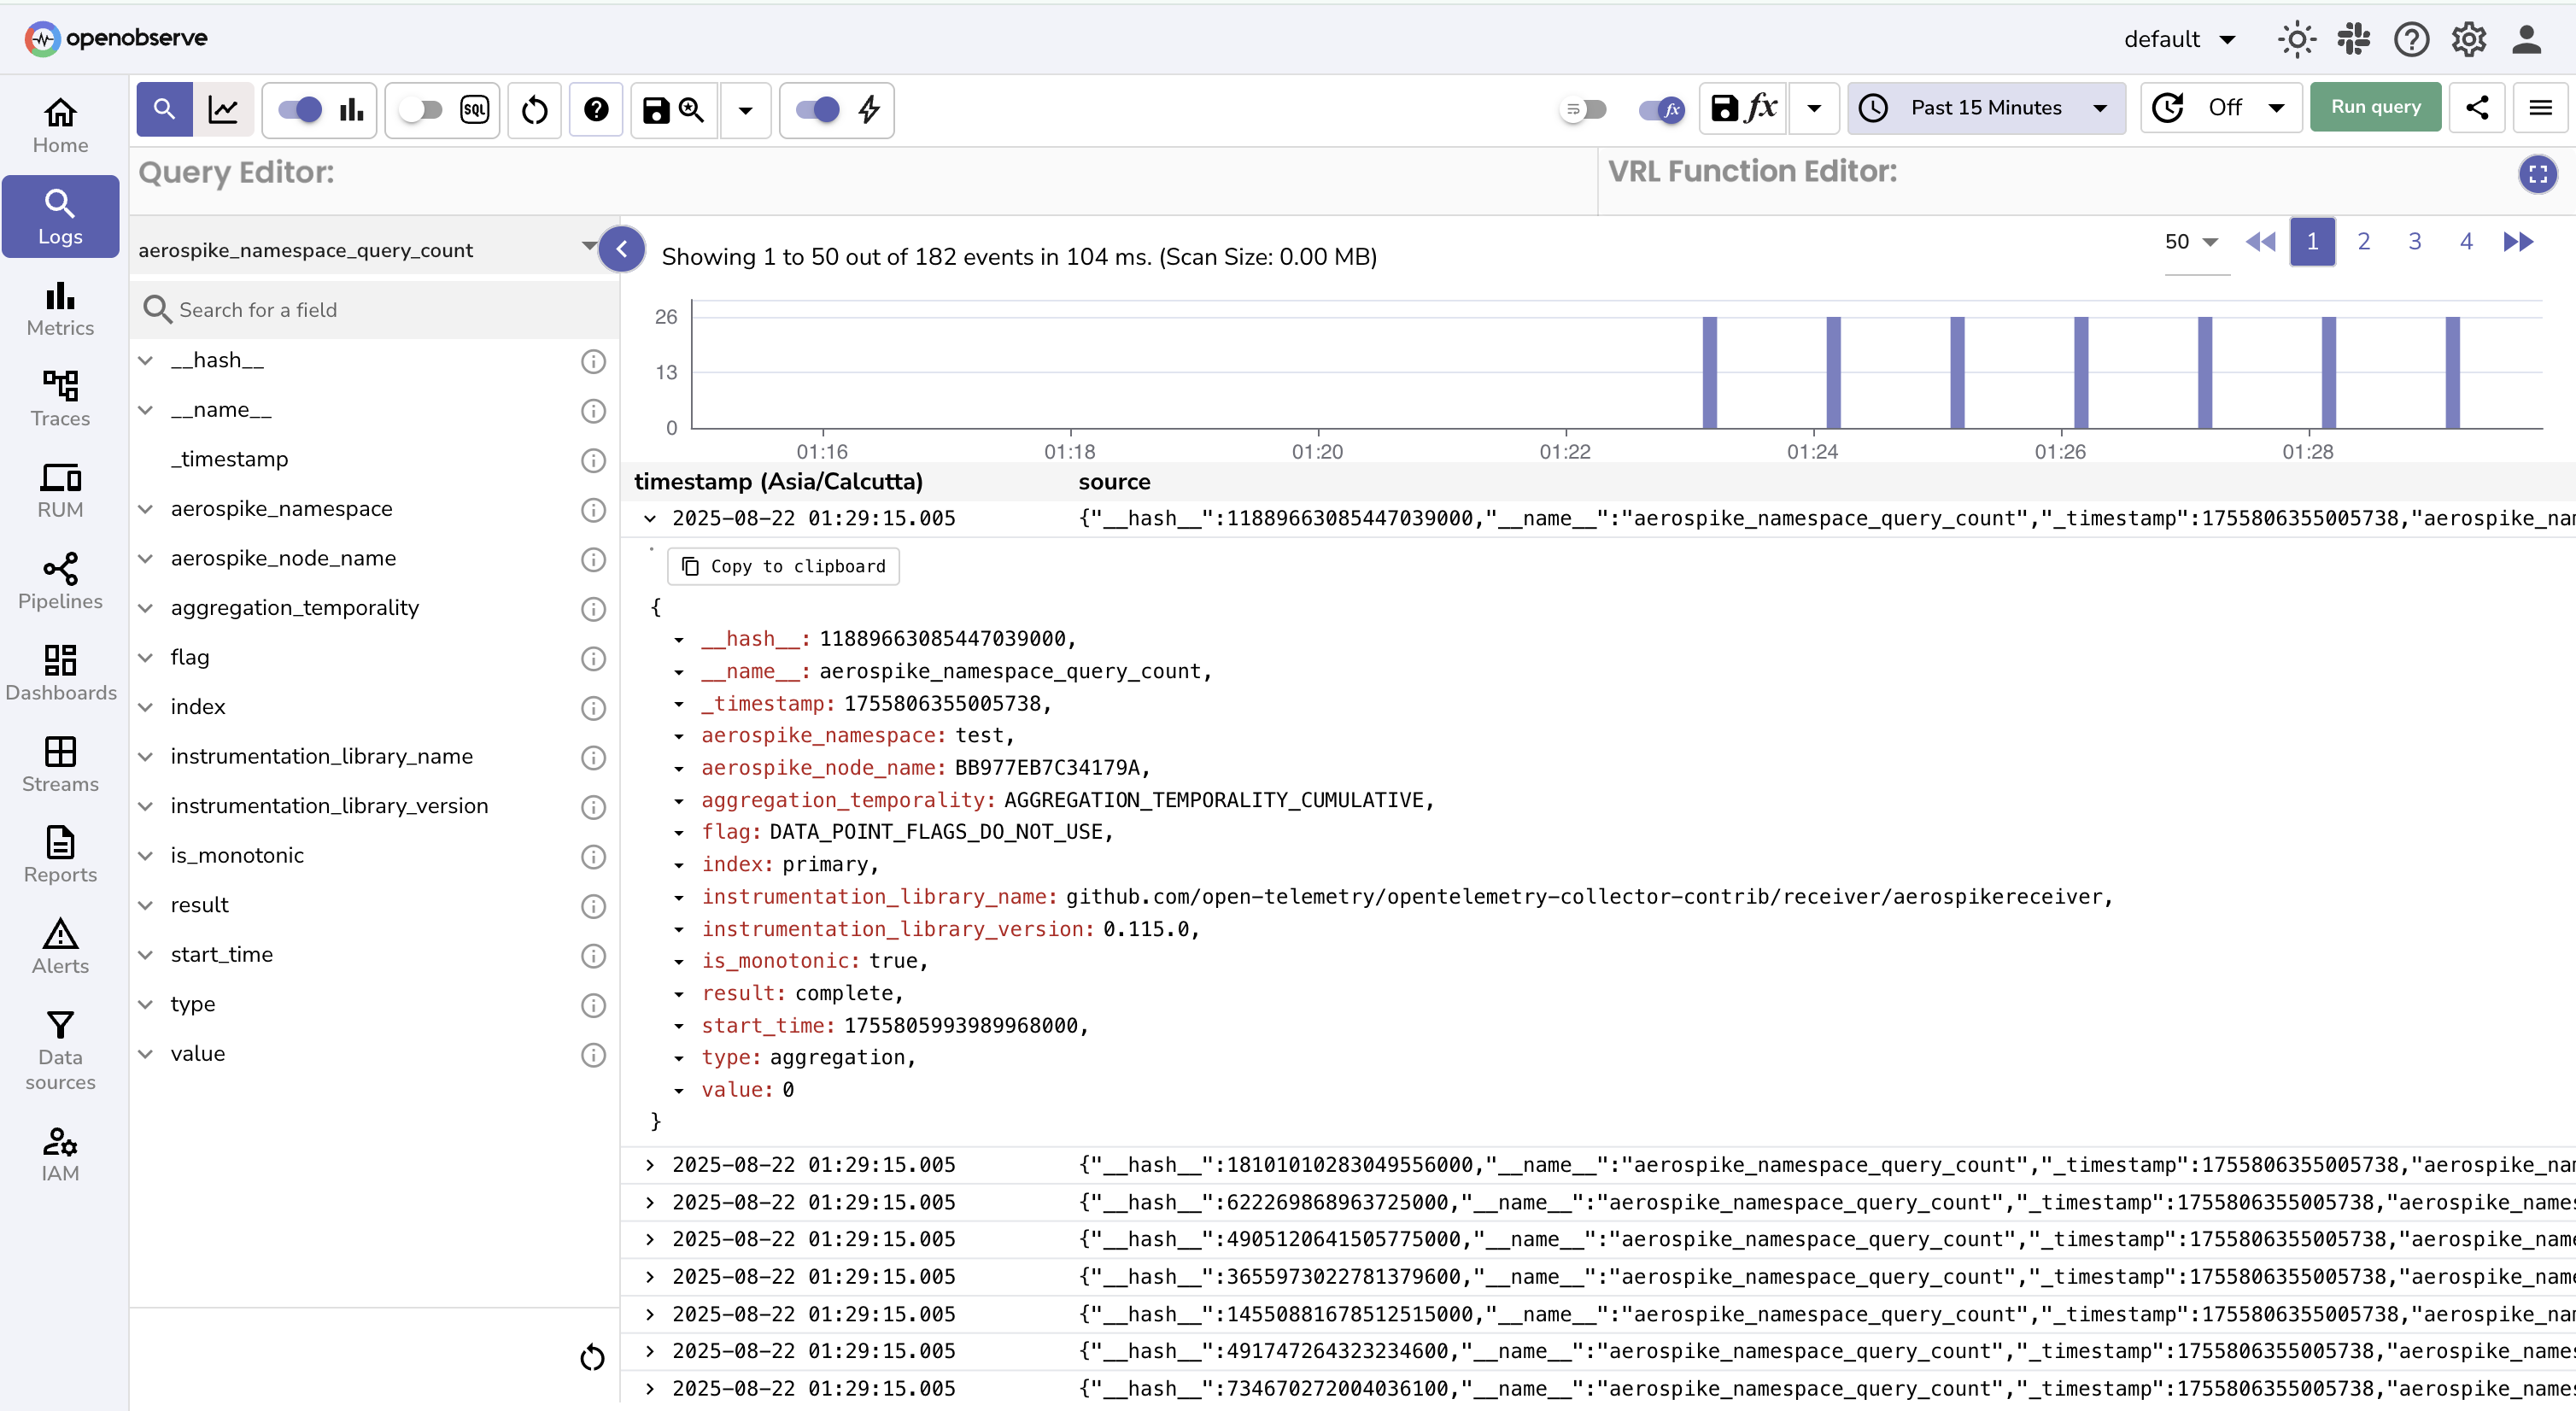 openobserve
default
Home
Logs
Metrics
Traces
RUM
Pipelines
Dashboards
Streams
Reports
Alerts
Data
sources
IAM
SQL
fx
fx
Past 15 Minutes
Off
Run query
Query Editor:
VRL Function Editor:
aerospike_namespace_query_count
Search for a field
__hash__
__name__
_timestamp
aerospike_namespace
aerospike_node_name
aggregation_temporality
flag
index
instrumentation_library_name
instrumentation_library_version
is_monotonic
result
start_time
type
value
Showing 1 to 50 out of 182 events in 104 ms. (Scan Size: 0.00 MB)
50
1 2 3 4
26
13
0
01:16 01:18 01:20 01:22 01:24 01:26 01:28
timestamp (Asia/Calcutta) source
2025-08-22 01:29:15.005 {"__hash__":11889663085447039000,"__name__":"aerospike_namespace_query_count","_timestamp":1755806355005738,"aerospike_na
Copy to clipboard
{
__hash__: 11889663085447039000,
__name__: aerospike_namespace_query_count,
_timestamp: 1755806355005738,
aerospike_namespace: test,
aerospike_node_name: BB977EB7C34179A,
aggregation_temporality: AGGREGATION_TEMPORALITY_CUMULATIVE,
flag: DATA_POINT_FLAGS_DO_NOT_USE,
index: primary,
instrumentation_library_name: github.com/open-telemetry/opentelemetry-collector-contrib/receiver/aerospikereceiver,
instrumentation_library_version: 0.115.0,
is_monotonic: true,
result: complete,
start_time: 1755805993989968000,
type: aggregation,
value: 0
}
2025-08-22 01:29:15.005 {"__hash__":18101010283049556000,"__name__":"aerospike_namespace_query_count","_timestamp":1755806355005738,"aerospike_na
2025-08-22 01:29:15.005 {"__hash__":622269868963725000,"__name__":"aerospike_namespace_query_count","_timestamp":1755806355005738,"aerospike_names
2025-08-22 01:29:15.005 {"__hash__":4905120641505775000,"__name__":"aerospike_namespace_query_count","_timestamp":1755806355005738,"aerospike_name
2025-08-22 01:29:15.005 {"__hash__":3655973022781379600,"__name__":"aerospike_namespace_query_count","_timestamp":1755806355005738,"aerospike_name
2025-08-22 01:29:15.005 {"__hash__":14550881678512515000,"__name__":"aerospike_namespace_query_count","_timestamp":1755806355005738,"aerospike_na
2025-08-22 01:29:15.005 {"__hash__":491747264323234600,"__name__":"aerospike_namespace_query_count","_timestamp":1755806355005738,"aerospike_names
2025-08-22 01:29:15.005 {"__hash__":734670272004036100,"__name__":"aerospike_namespace_query_count","_timestamp":1755806355005738,"aerospike_names